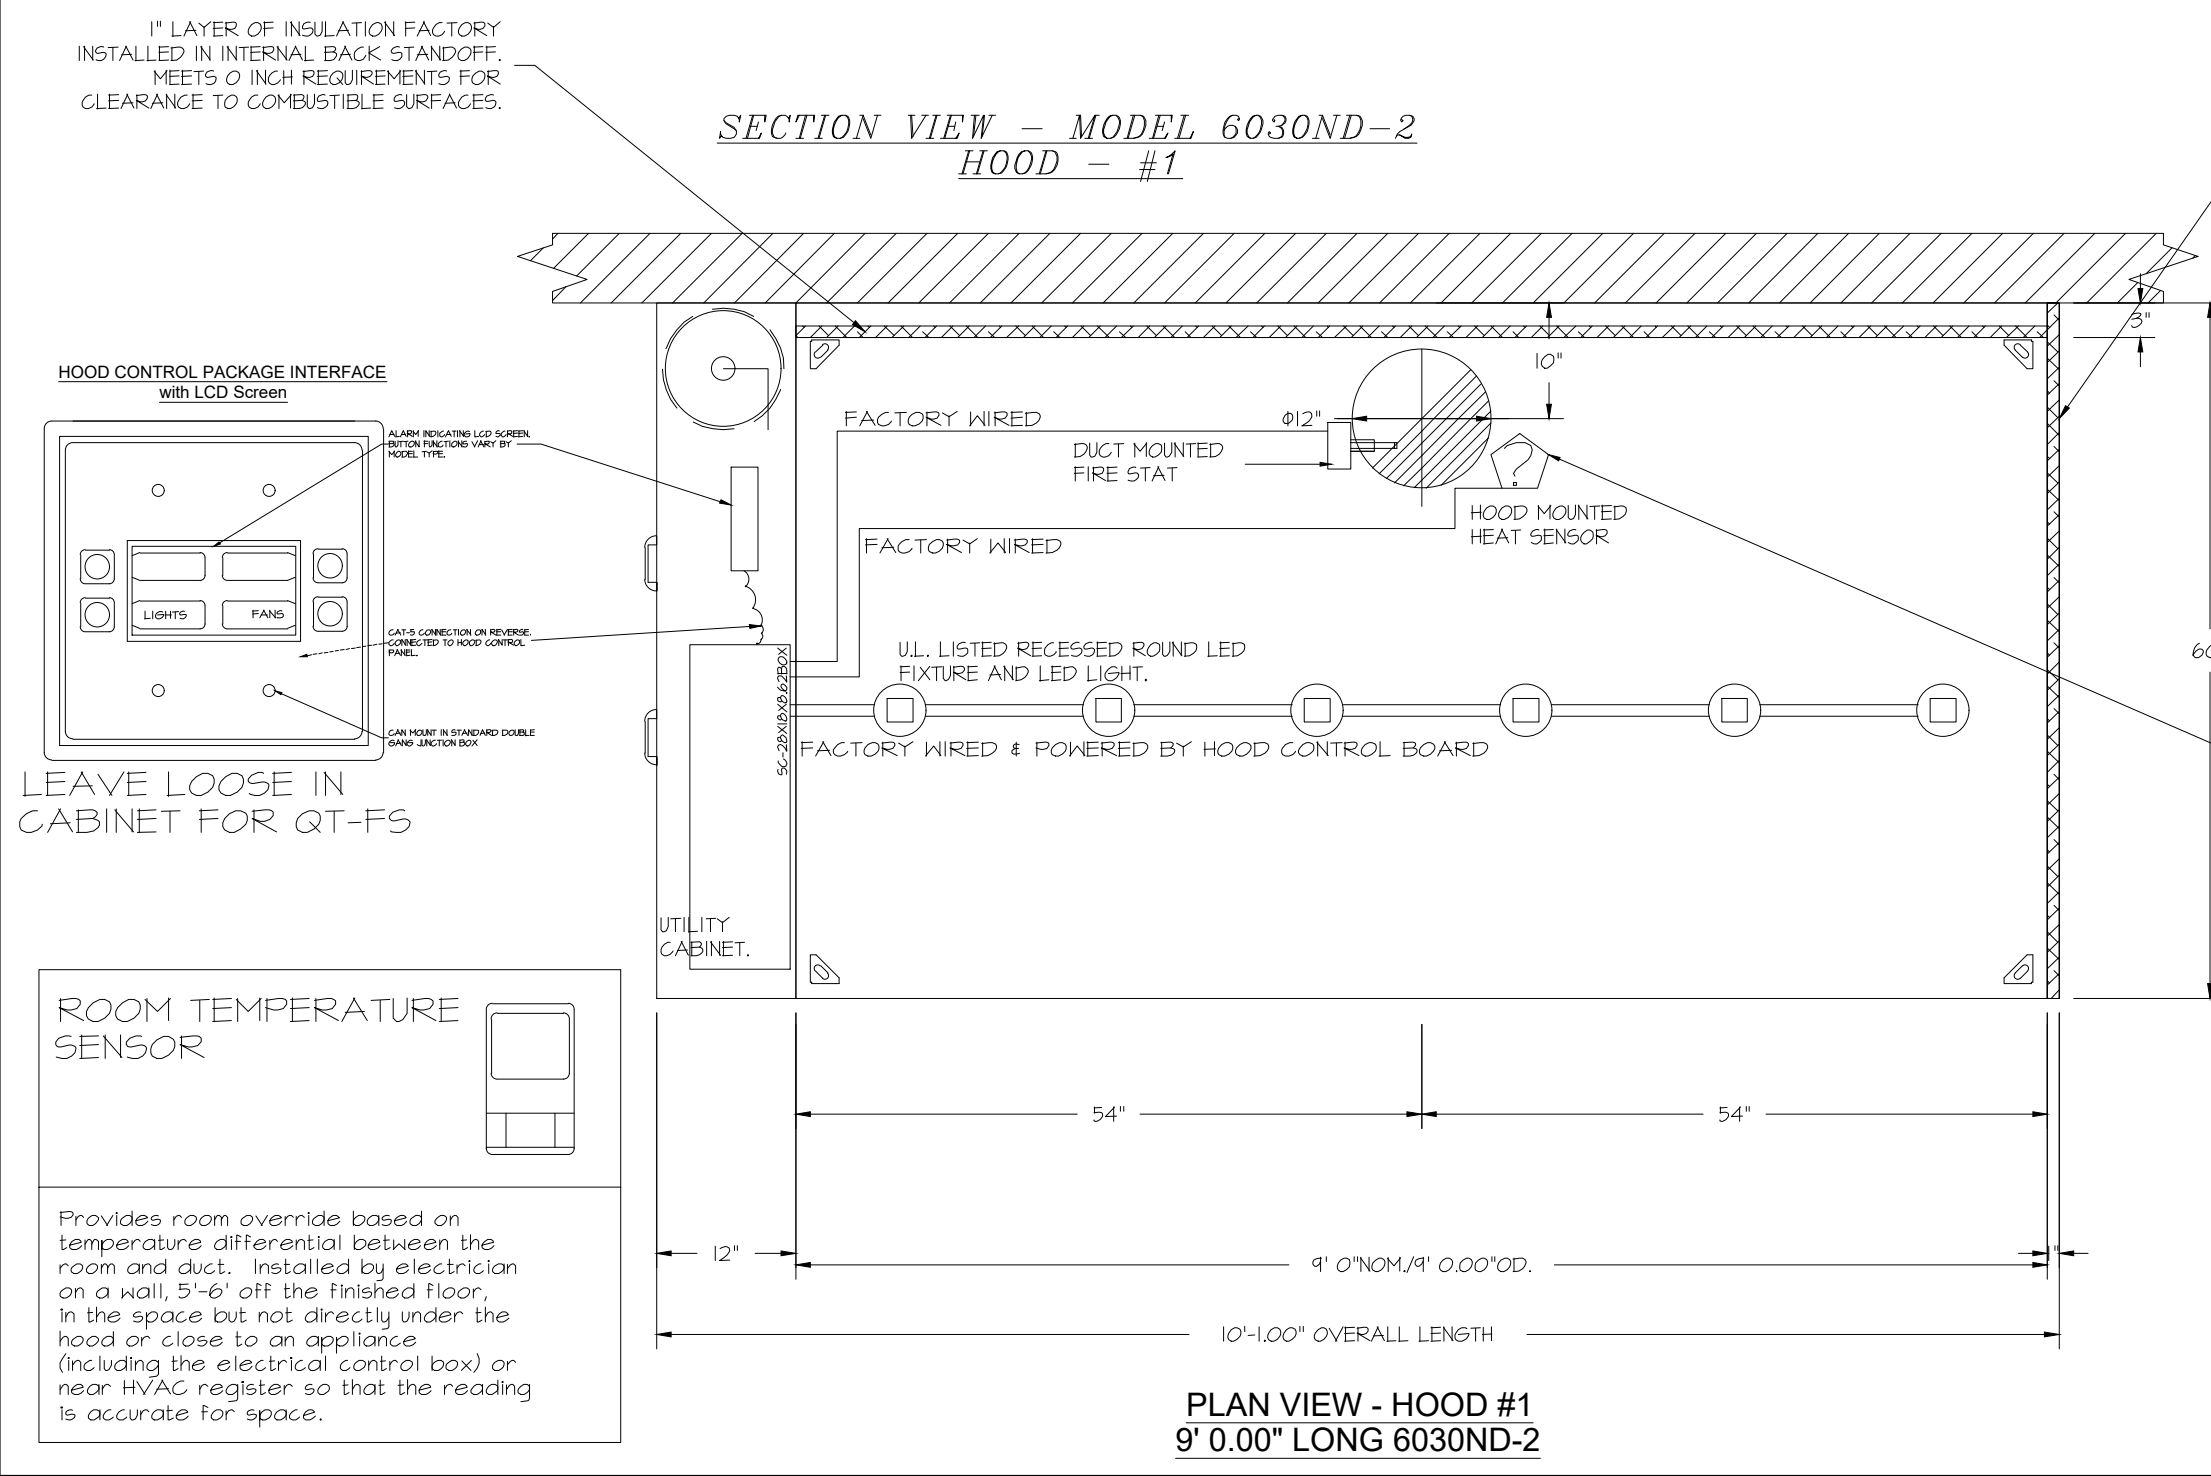 1" LAYER OF INSULATION FACTORY
INSTALLED IN INTERNAL BACK STANDOFF.
MEETS 0 INCH REQUIREMENTS FOR
CLEARANCE TO COMBUSTIBLE SURFACES.
SECTION VIEW - MODEL 6030ND-2
HOOD - #1
3"
10"
HOOD CONTROL PACKAGE INTERFACE
with LCD Screen
ALARM INDICATING LCD SCREEN.
BUTTON FUNCTIONS VARY BY
MODEL TYPE.
LIGHTS
FANS
CAT-5 CONNECTION ON REVERSE.
CONNECTED TO HOOD CONTROL
PANEL.
CAN MOUNT IN STANDARD DOUBLE
GANG JUNCTION BOX
LEAVE LOOSE IN
CABINET FOR QT-FS
FACTORY WIRED
Φ12"
DUCT MOUNTED
FIRE STAT
?
HOOD MOUNTED
HEAT SENSOR
FACTORY WIRED
U.L. LISTED RECESSED ROUND LED
FIXTURE AND LED LIGHT.
SC-28X18X8.62BOX
FACTORY WIRED & POWERED BY HOOD CONTROL BOARD
UTILITY
CABINET.
ROOM TEMPERATURE
SENSOR
Provides room override based on
temperature differential between the
room and duct. Installed by electrician
on a wall, 5'-6' off the finished floor,
in the space but not directly under the
hood or close to an appliance
(including the electrical control box) or
near HVAC register so that the reading
is accurate for space.
54"
54"
12"
9' 0"NOM./9' 0.00"OD.
10'-1.00" OVERALL LENGTH
PLAN VIEW - HOOD #1
9' 0.00" LONG 6030ND-2